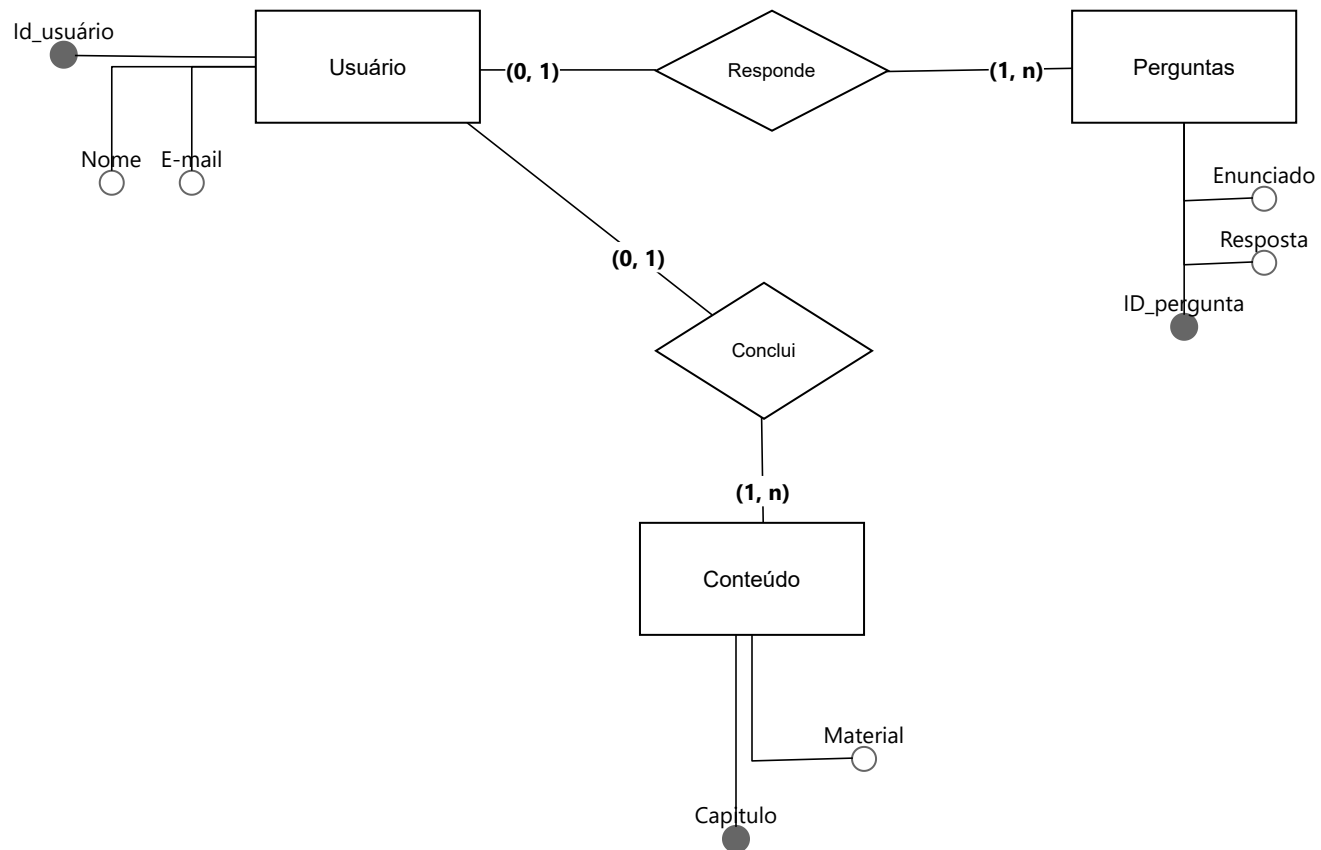 Id_usuário
Usuário
(0, 1)
Responde
(1, n)
Perguntas
Nome
E-mail
Enunciado
Resposta
ID_pergunta
(0, 1)
Conclui
(1, n)
Conteúdo
Material
Capitulo